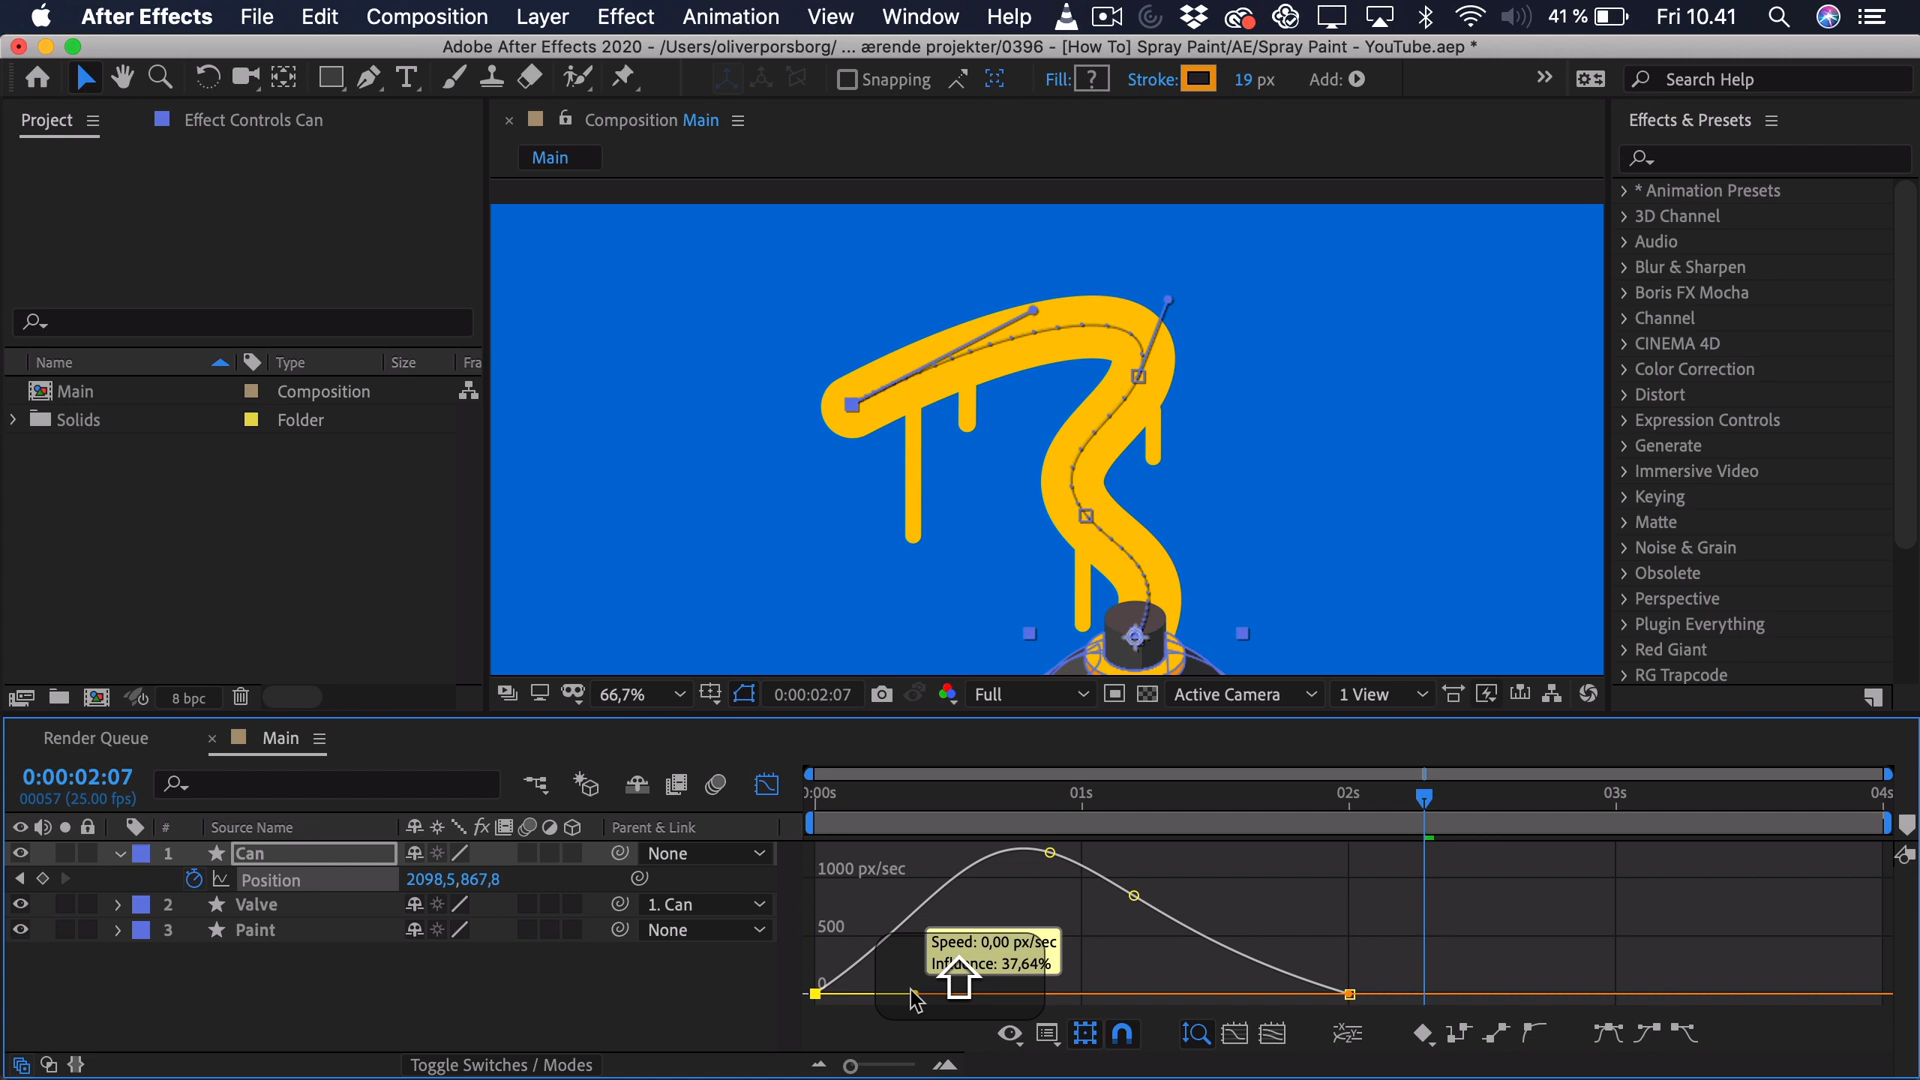 After Effects File Edit Composition Layer Effect Animation View Window Help 41 % Fri 10.41
Adobe After Effects 2020 - /Users/oliverporsborg/ ... ærende projekter/0396 - [How To] Spray Paint/AE/Spray Paint - YouTube.aep *
Snapping Fill: ? Stroke: 19 px Add: Search Help
Project Effect Controls Can
Composition Main
Effects & Presets
Main
* Animation Presets
3D Channel
Audio
Blur & Sharpen
Boris FX Mocha
Channel
CINEMA 4D
Color Correction
Distort
Expression Controls
Generate
Immersive Video
Keying
Matte
Noise & Grain
Obsolete
Perspective
Plugin Everything
Red Giant
RG Trapcode
Name Type Size Fra
Main Composition
Solids Folder
8 bpc
66,7% 0:00:02:07 Full Active Camera 1 View
Render Queue Main
0:00:02:07
00057 (25.00 fps)
# Source Name fx Parent & Link
1 Can None
Position 2098,5,867,8
2 Valve 1. Can
3 Paint None
0:00s 01s 02s 03s 04s
1000 px/sec
500
0
Speed: 0,00 px/sec
Influence: 37,64%
Toggle Switches / Modes